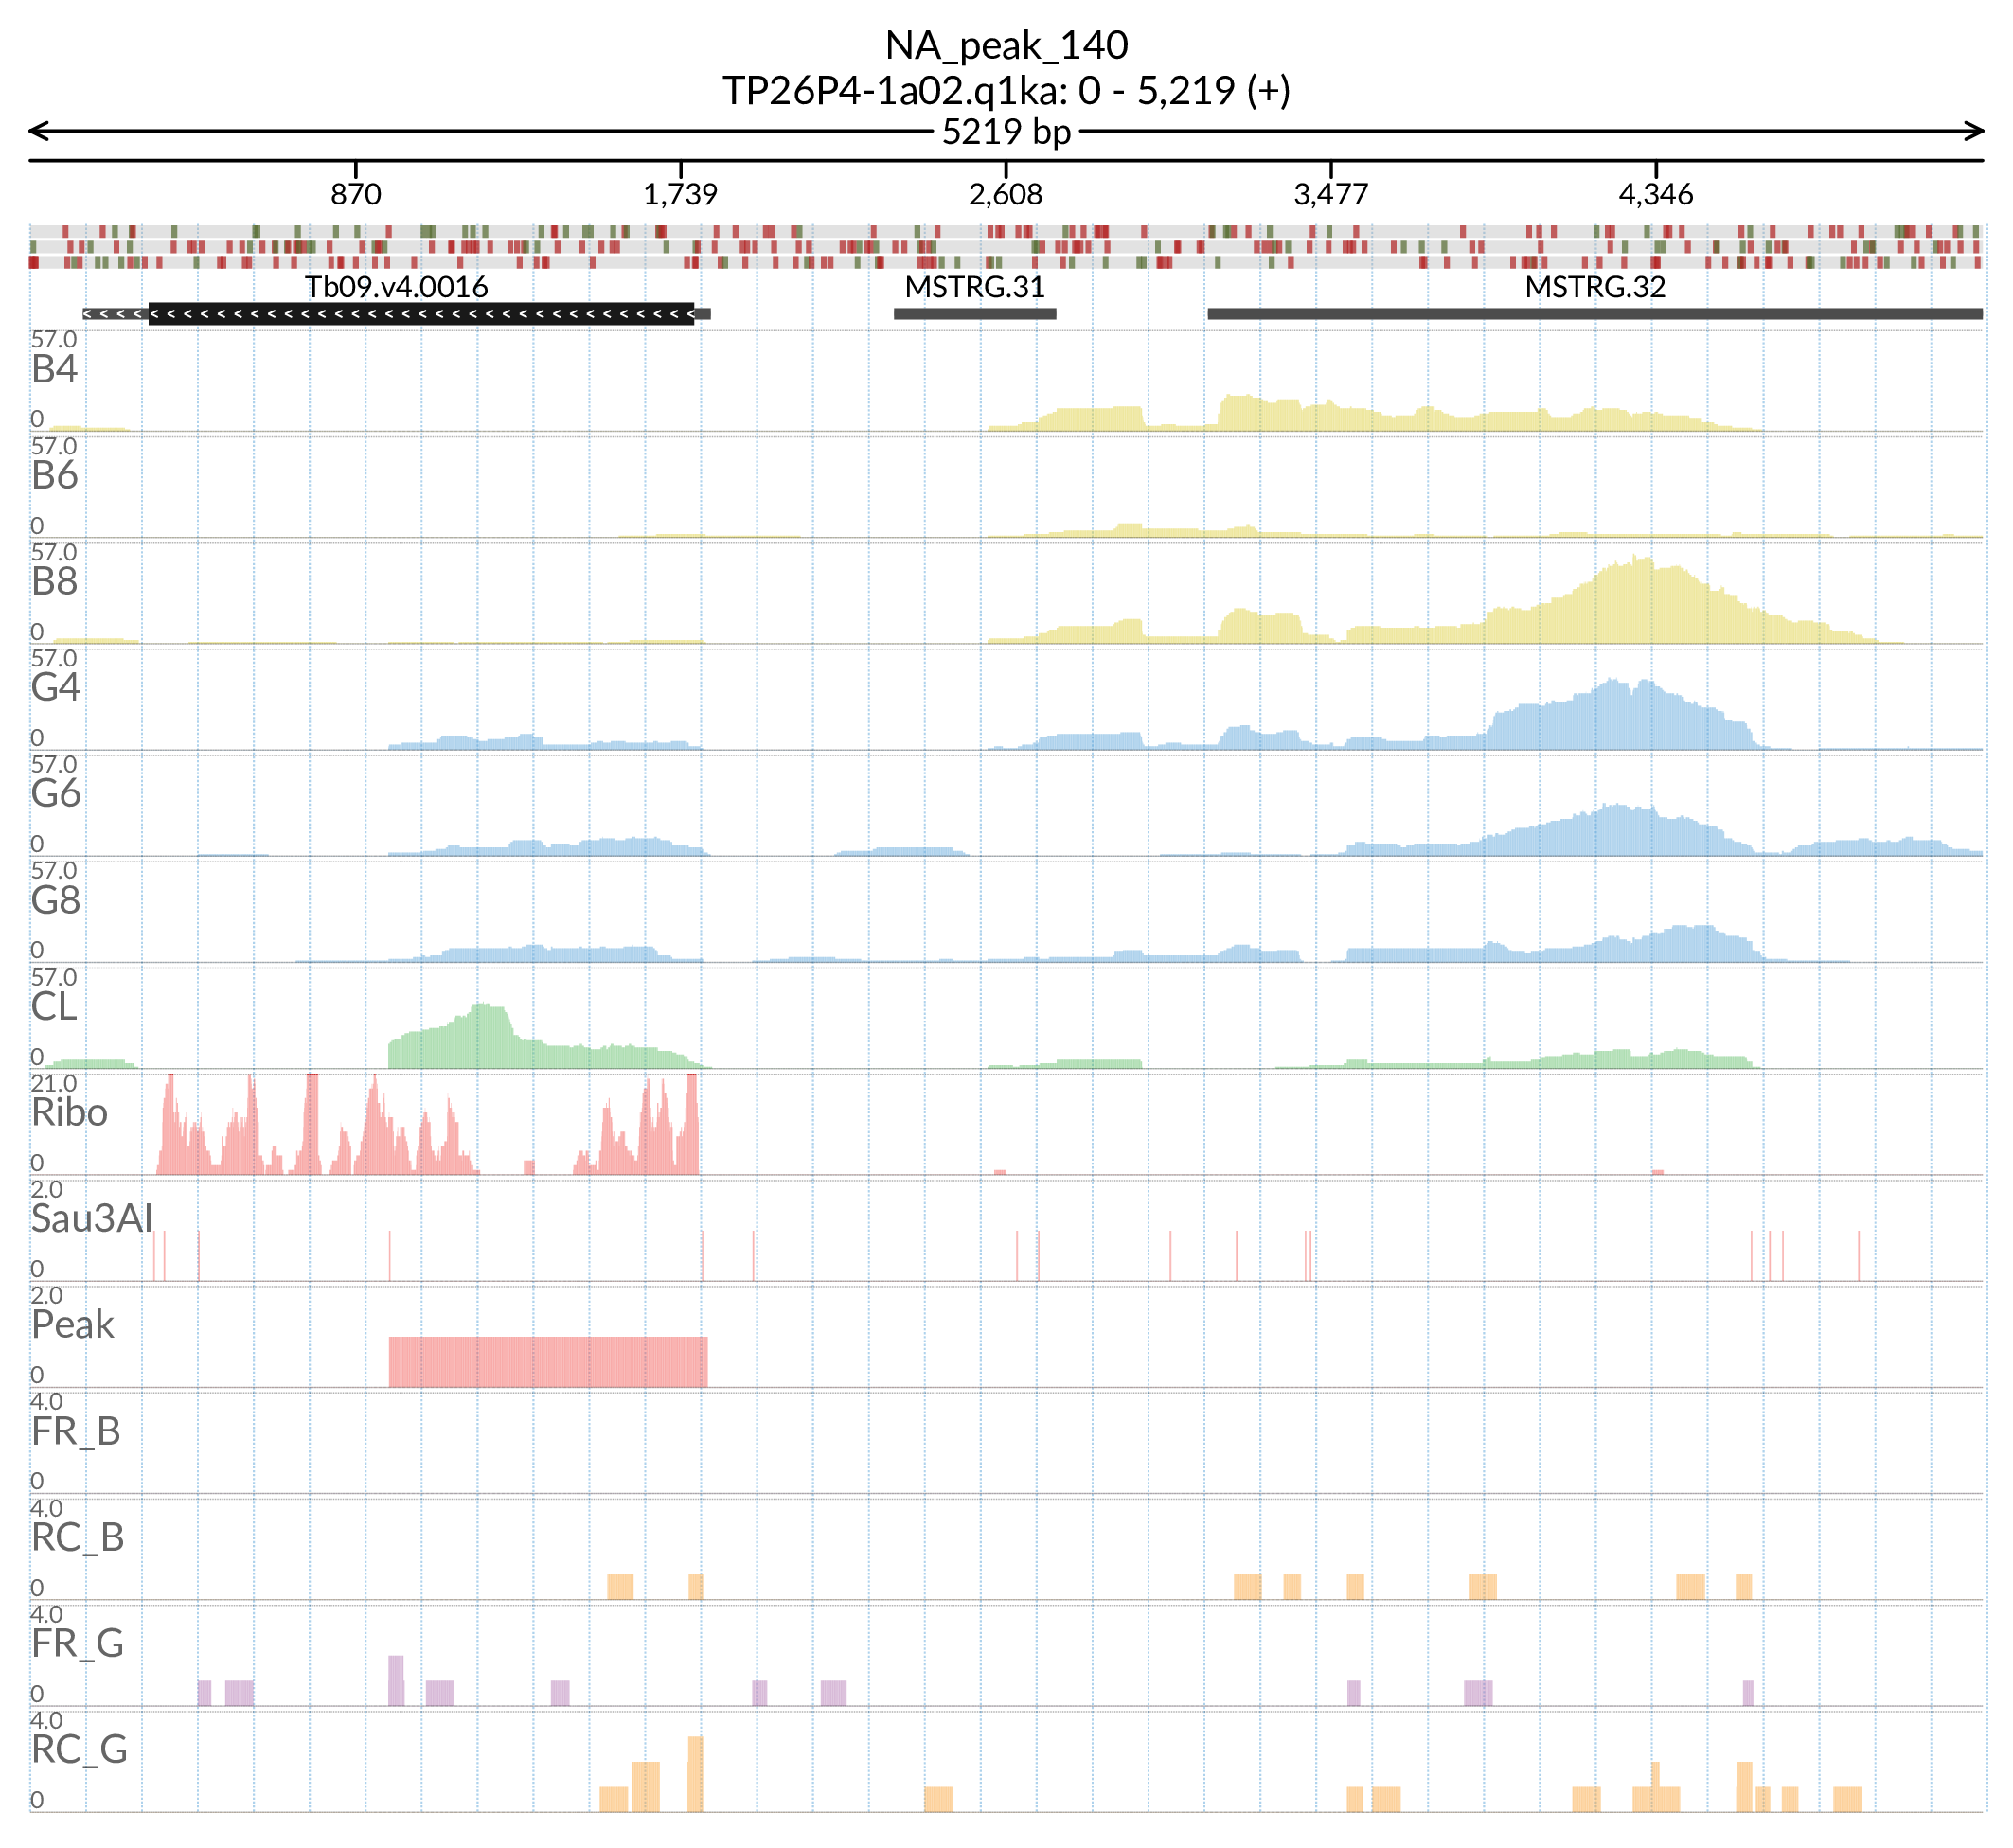 NA_peak_140
TP26P4-1a02.q1ka: 0 - 5,219 (+)
5219 bp
870 1,739 2,608 3,477 4,346
Tb09.v4.0016 MSTRG.31 MSTRG.32
57.0
B4
0
57.0
B6
0
57.0
B8
0
57.0
G4
0
57.0
G6
0
57.0
G8
0
57.0
CL
0
21.0
Ribo
0
2.0
Sau3AI
0
2.0
Peak
0
4.0
FR_B
0
4.0
RC_B
0
4.0
FR_G
0
4.0
RC_G
0